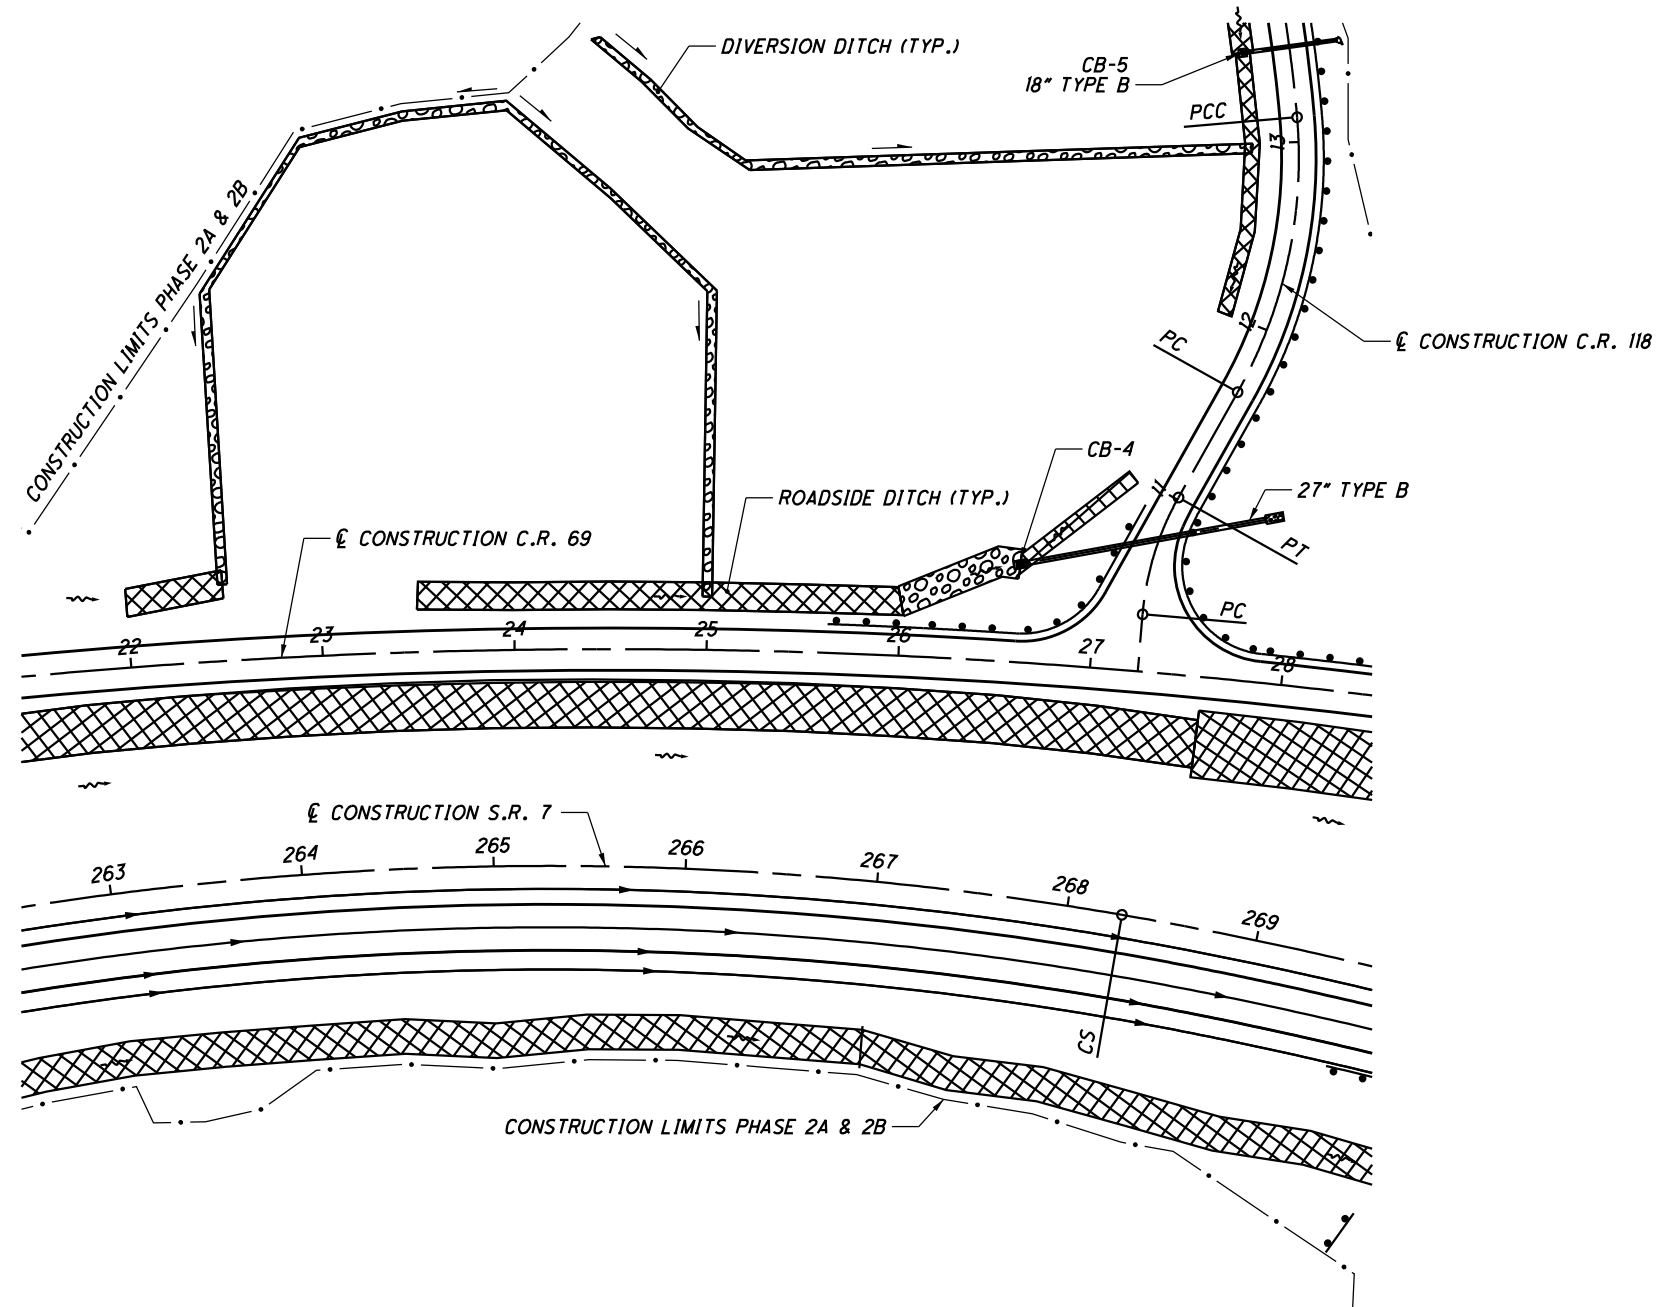 DIVERSION DITCH (TYP.)
CB-5
18" TYPE B
PCC
13
CONSTRUCTION LIMITS PHASE 2A & 2B
12
PC
℄ CONSTRUCTION C.R. 118
CB-4
11
27" TYPE B
ROADSIDE DITCH (TYP.)
℄ CONSTRUCTION C.R. 69
PT
PC
22
23
24
25
26
27
28
℄ CONSTRUCTION S.R. 7
263
264
265
266
267
268
269
CS
CONSTRUCTION LIMITS PHASE 2A & 2B